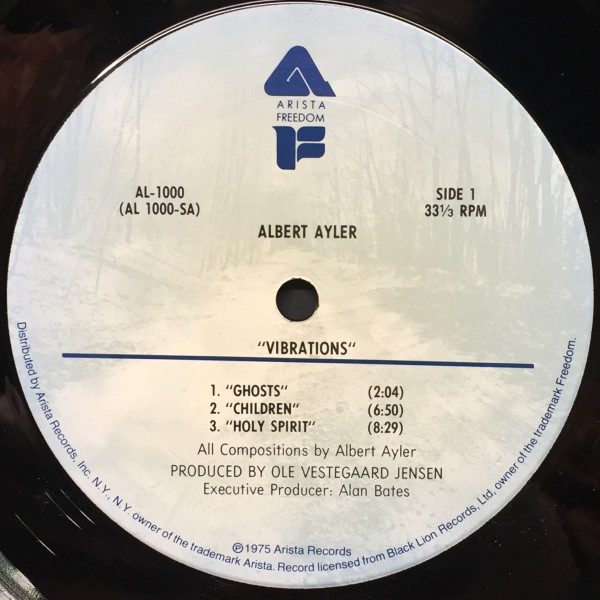 ARISTA
FREEDOM
AL-1000
(AL 1000-SA)
SIDE 1
33⅓ RPM
ALBERT AYLER
"VIBRATIONS"
1. "GHOSTS" (2:04)
2. "CHILDREN" (6:50)
3. "HOLY SPIRIT" (8:29)
All Compositions by Albert Ayler
PRODUCED BY OLE VESTEGAARD JENSEN
Executive Producer: Alan Bates
℗1975 Arista Records
Distributed by Arista Records, Inc. N.Y., N.Y. owner of the trademark Arista. Record licensed from Black Lion Records, Ltd, owner of the trademark Freedom.